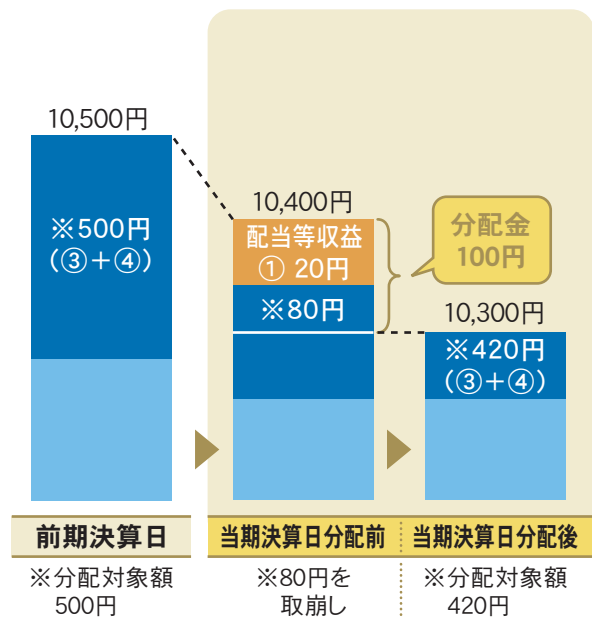 10,500円
※500円
(③+④)
10,400円
配当等収益
① 20円
※80円
分配金
100円
10,300円
※420円
(③+④)
前期決算日
当期決算日分配前
当期決算日分配後
※分配対象額
500円
※80円を
取崩し
※分配対象額
420円